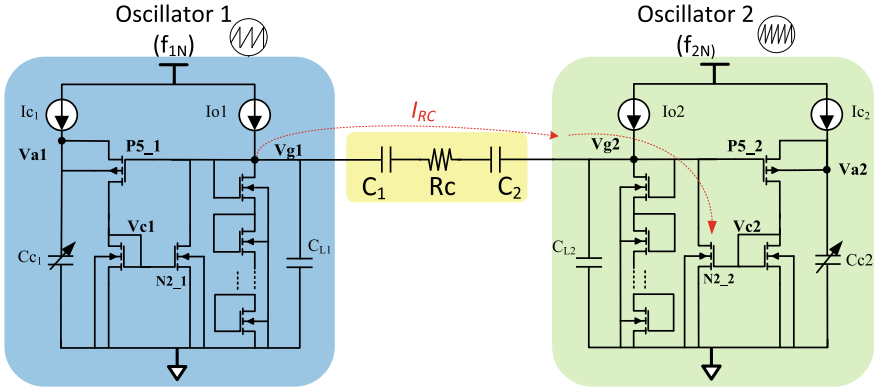 Oscillator 1
(f1N)
Oscillator 2
(f2N)
Ic1
Io1
IRC
Io2
Ic2
P5_1
Vg1
Vg2
P5_2
Va1
Va2
C1
Rc
C2
Vc1
Vc2
Cc1
CL1
CL2
Cc2
N2_1
N2_2